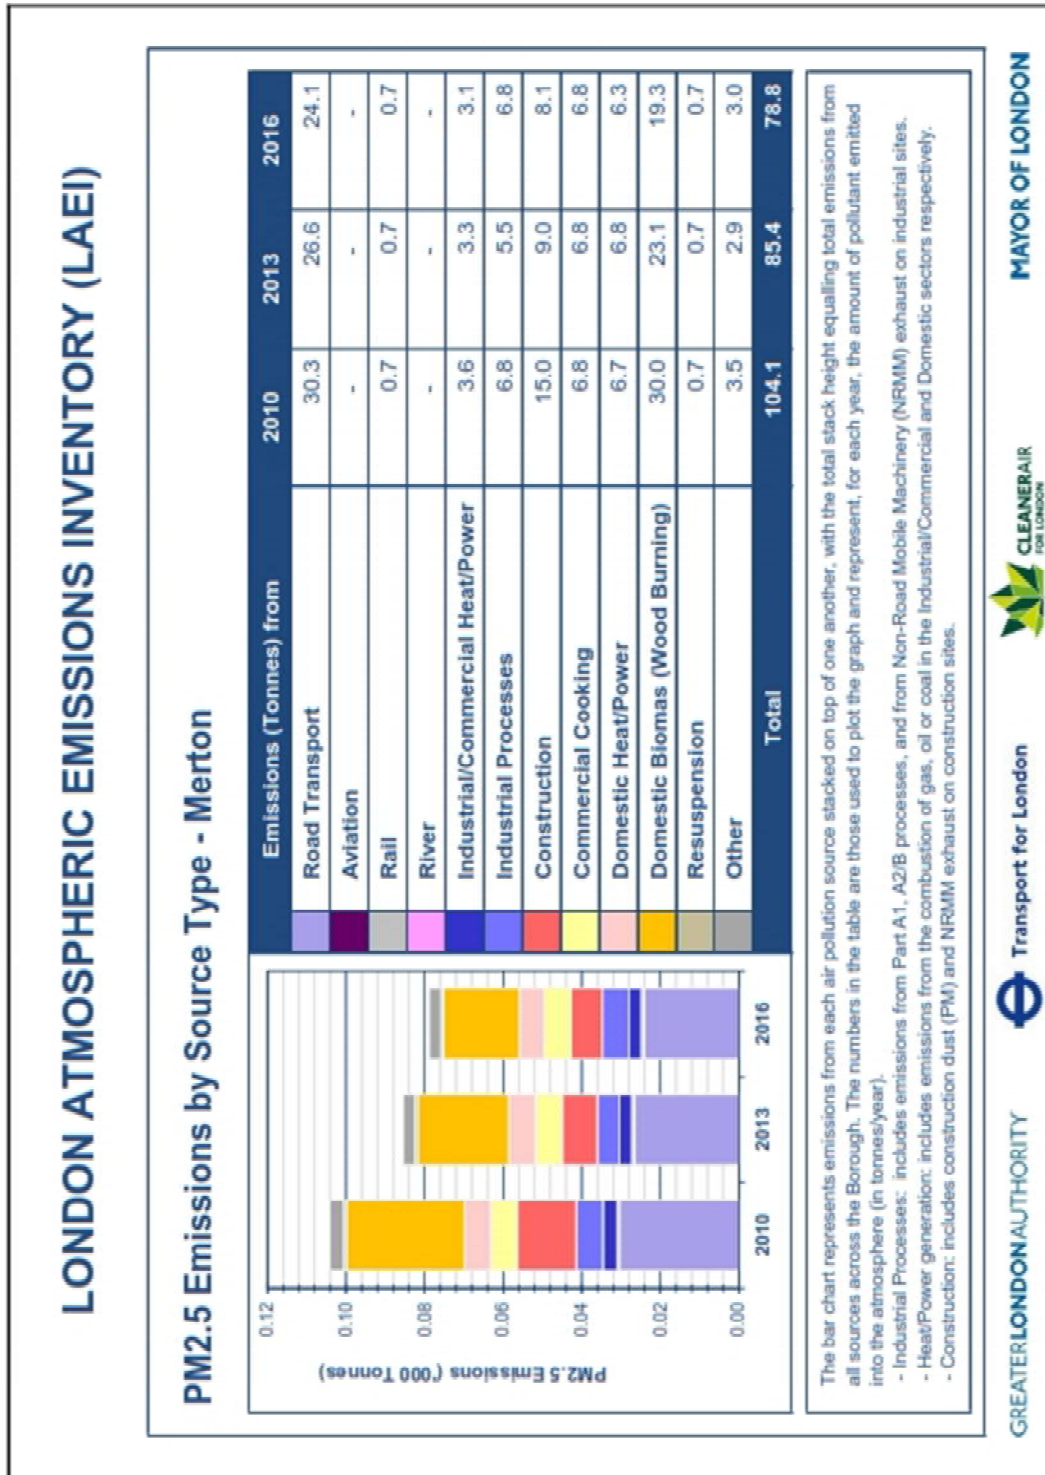 LONDON ATMOSPHERIC EMISSIONS INVENTORY (LAEI)
PM2.5 Emissions by Source Type - Merton
PM2.5 Emissions ('000 Tonnes)
0.12
0.10
0.08
0.06
0.04
0.02
0.00
2010 2013 2016
Emissions (Tonnes) from 2010 2013 2016
Road Transport 30.3 26.6 24.1
Aviation - - -
Rail 0.7 0.7 0.7
River - - -
Industrial/Commercial Heat/Power 3.6 3.3 3.1
Industrial Processes 6.8 5.5 6.8
Construction 15.0 9.0 8.1
Commercial Cooking 6.8 6.8 6.8
Domestic Heat/Power 6.7 6.8 6.3
Domestic Biomas (Wood Burning) 30.0 23.1 19.3
Resuspension 0.7 0.7 0.7
Other 3.5 2.9 3.0
Total 104.1 85.4 78.8
The bar chart represents emissions from each air pollution source stacked on top of one another, with the total stack height equalling total emissions from
all sources across the Borough. The numbers in the table are those used to plot the graph and represent, for each year, the amount of pollutant emitted
into the atmosphere (in tonnes/year).
- Industrial Processes: includes emissions from Part A1, A2/B processes, and from Non-Road Mobile Machinery (NRMM) exhaust on industrial sites.
- Heat/Power generation: includes emissions from the combustion of gas, oil or coal in the Industrial/Commercial and Domestic sectors respectively.
- Construction: includes construction dust (PM) and NRMM exhaust on construction sites.
GREATERLONDONAUTHORITY
Transport for London
CLEANERAIR
FOR LONDON
MAYOR OF LONDON